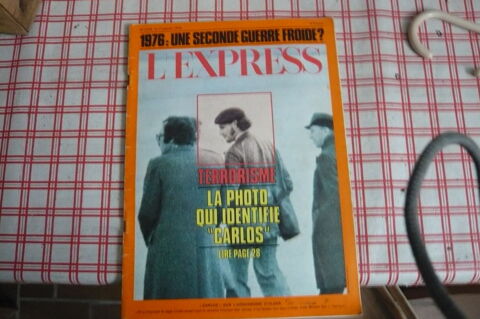 1976: UNE SECONDE GUERRE FROIDE?
L'EXPRESS
TERRORISME
LA PHOTO
QUI IDENTIFIE
"CARLOS"
LIRE PAGE 28